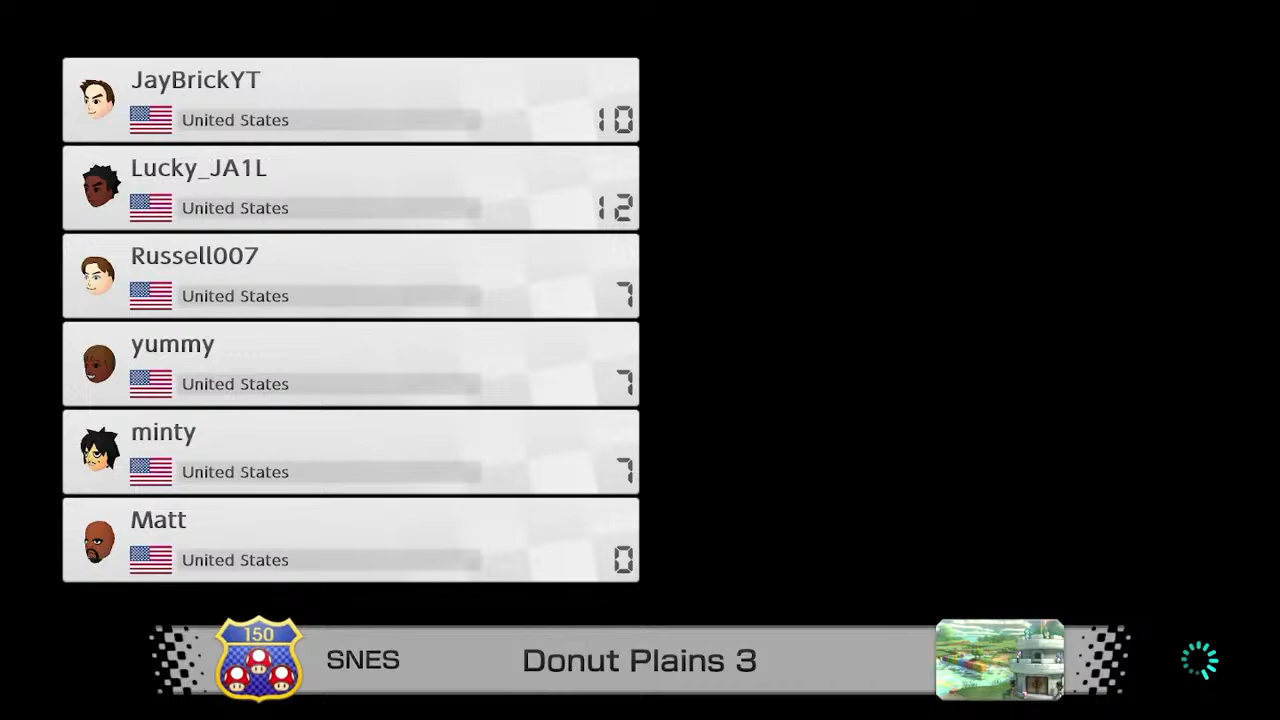 JayBrickYT
United States
10
Lucky_JA1L
United States
12
Russell007
United States
7
yummy
United States
7
minty
United States
7
Matt
United States
0
150
SNES
Donut Plains 3